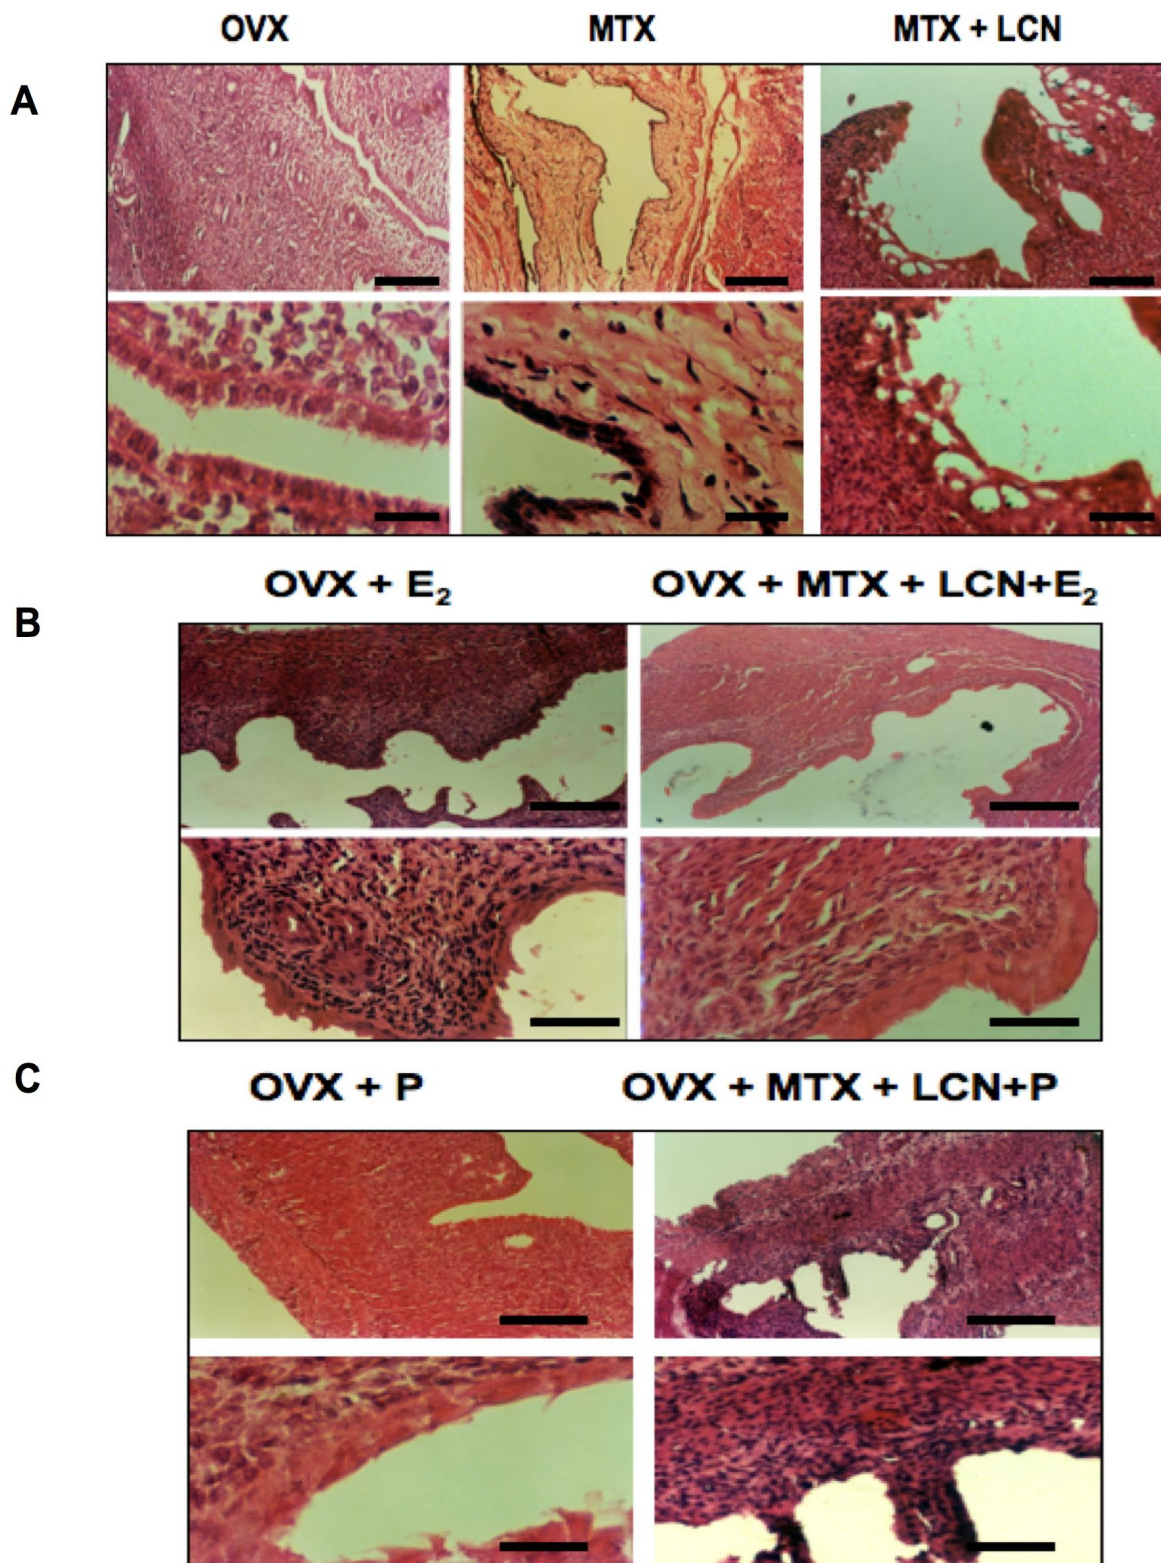 OVX MTX MTX + LCN
A
OVX + E₂ OVX + MTX + LCN+E₂
B
C
OVX + P OVX + MTX + LCN+P